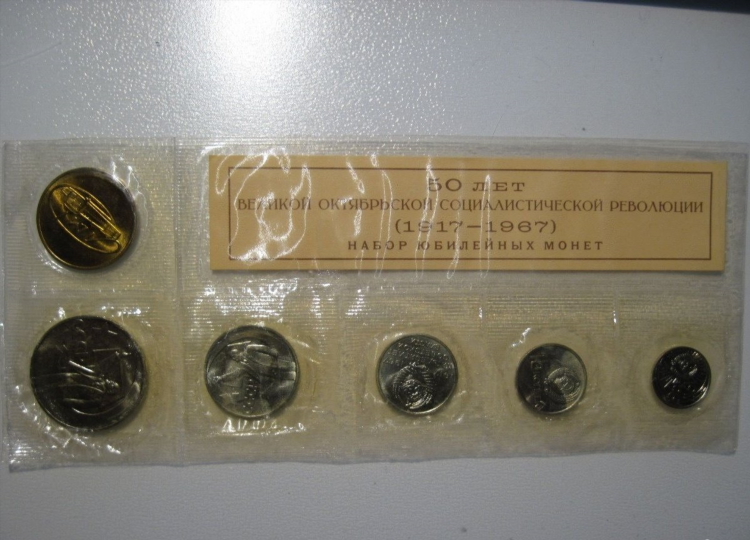 50 ЛЕТ
ВЕЛИКОЙ ОКТЯБРЬСКОЙ СОЦИАЛИСТИЧЕСКОЙ РЕВОЛЮЦИИ
(1917—1967)
НАБОР ЮБИЛЕЙНЫХ МОНЕТ